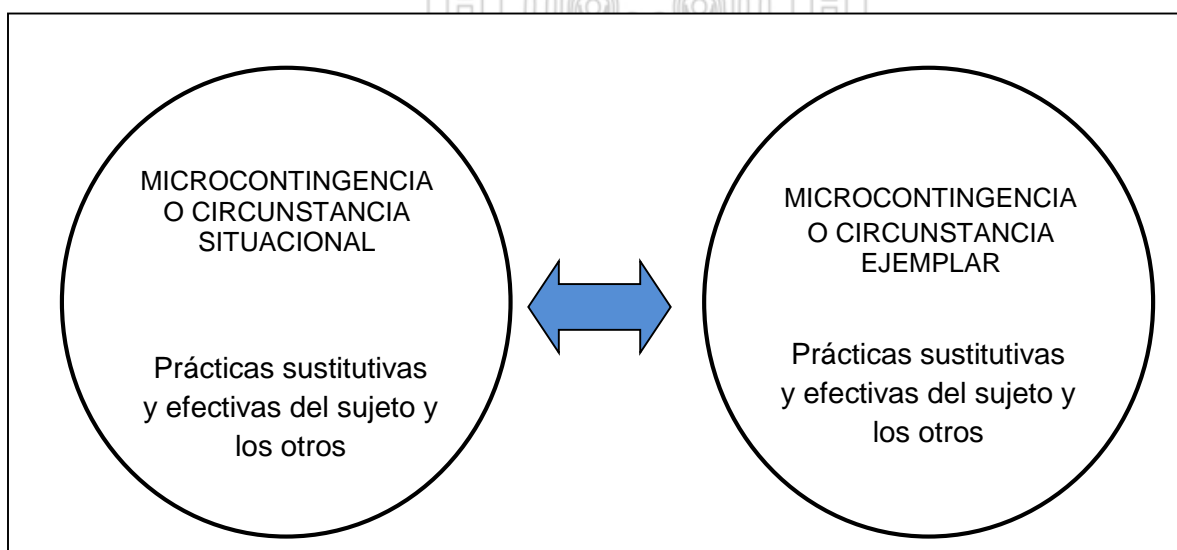 MICROCONTINGENCIA
O CIRCUNSTANCIA
SITUACIONAL
Prácticas sustitutivas
y efectivas del sujeto y
los otros
MICROCONTINGENCIA
O CIRCUNSTANCIA
EJEMPLAR
Prácticas sustitutivas
y efectivas del sujeto y
los otros